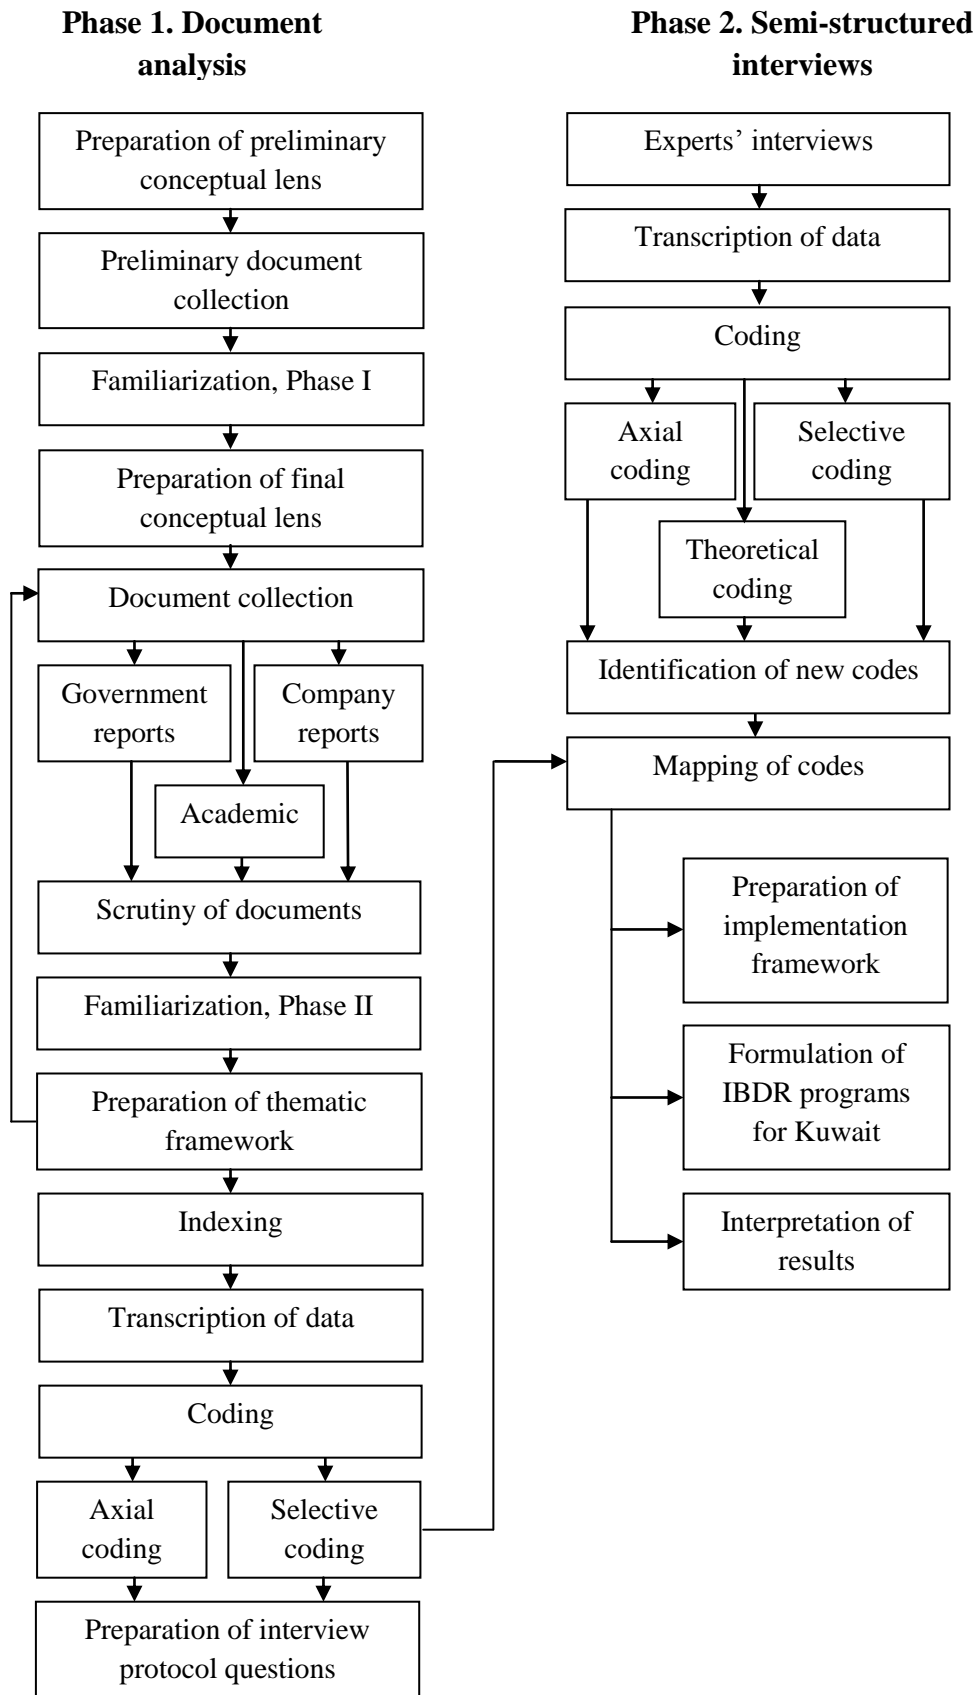 Phase 1. Document
analysis
Preparation of preliminary
conceptual lens
Preliminary document
collection
Familiarization, Phase I
Preparation of final
conceptual lens
Document collection
Government
reports
Company
reports
Academic
Scrutiny of documents
Familiarization, Phase II
Preparation of thematic
framework
Indexing
Transcription of data
Coding
Axial
coding
Selective
coding
Preparation of interview
protocol questions
Phase 2. Semi-structured
interviews
Experts’ interviews
Transcription of data
Coding
Axial
coding
Selective
coding
Theoretical
coding
Identification of new codes
Mapping of codes
Preparation of
implementation
framework
Formulation of
IBDR programs
for Kuwait
Interpretation of
results